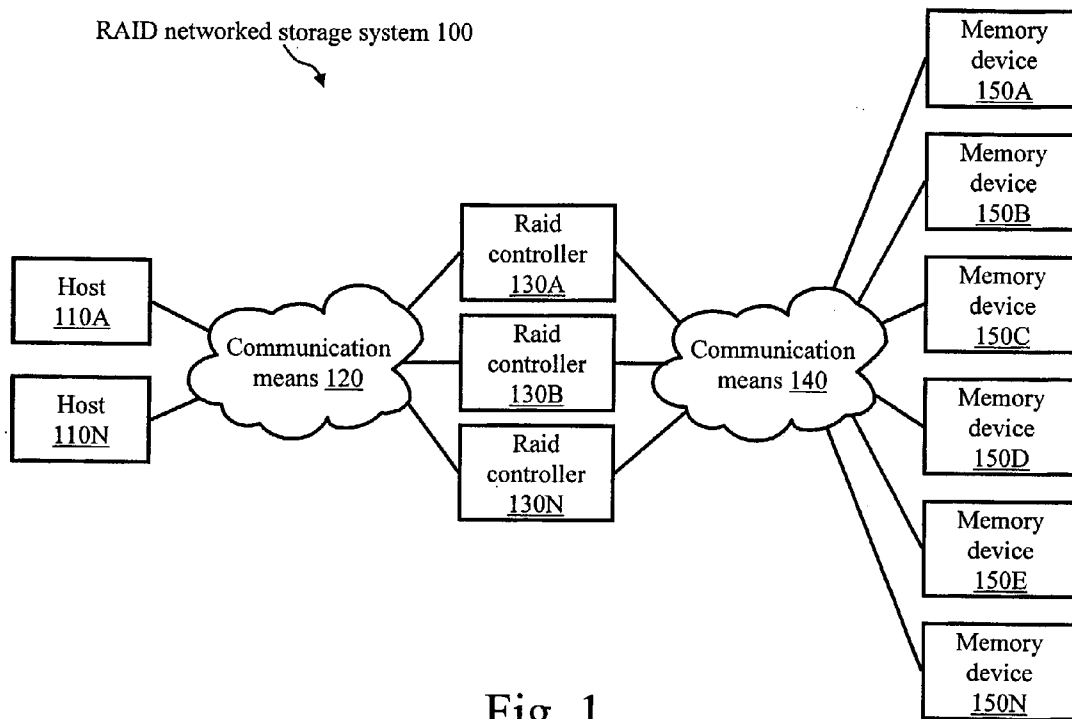 RAID networked storage system 100
Host
110A
Host
110N
Communication
means 120
Raid
controller
130A
Raid
controller
130B
Raid
controller
130N
Communication
means 140
Memory
device
150A
Memory
device
150B
Memory
device
150C
Memory
device
150D
Memory
device
150E
Memory
device
150N
Fig. 1